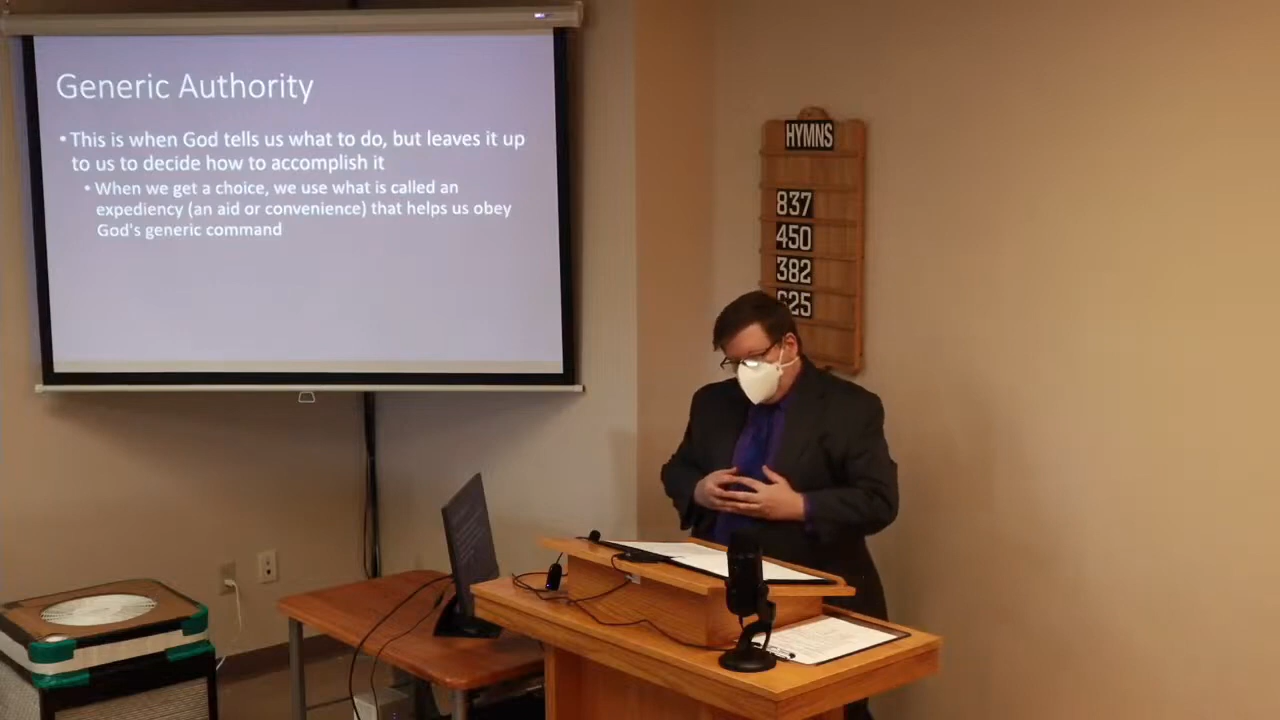 Generic Authority
• This is when God tells us what to do, but leaves it up
to us to decide how to accomplish it
• When we get a choice, we use what is called an
expediency (an aid or convenience) that helps us obey
God's generic command
HYMNS
837
450
382
625